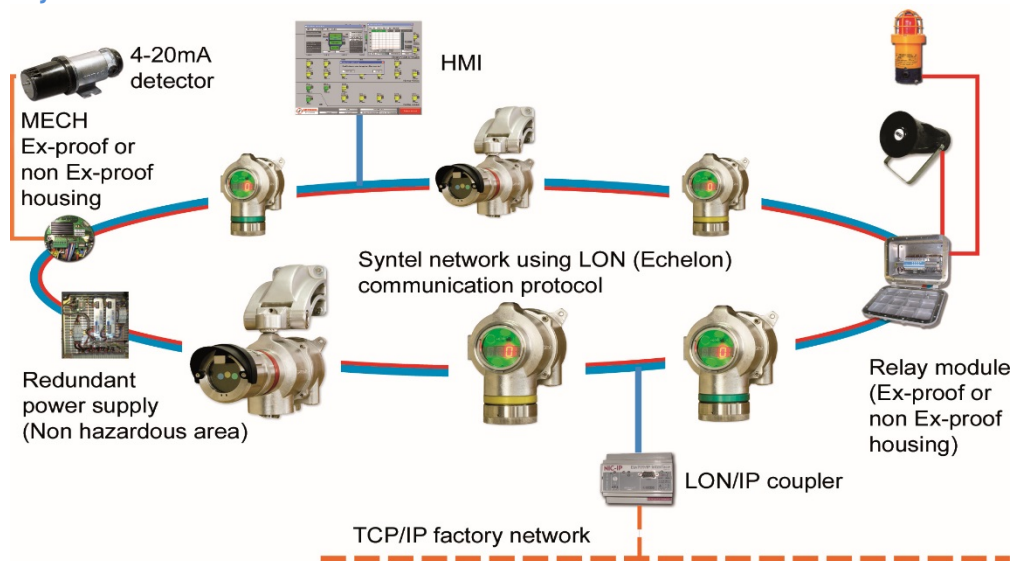 4-20mA
detector
HMI
MECH
Ex-proof or
non Ex-proof
housing
Syntel network using LON (Echelon)
communication protocol
Redundant
power supply
(Non hazardous area)
Relay module
(Ex-proof or
non Ex-proof
housing)
NIC-IP
LON/IP coupler
TCP/IP factory network